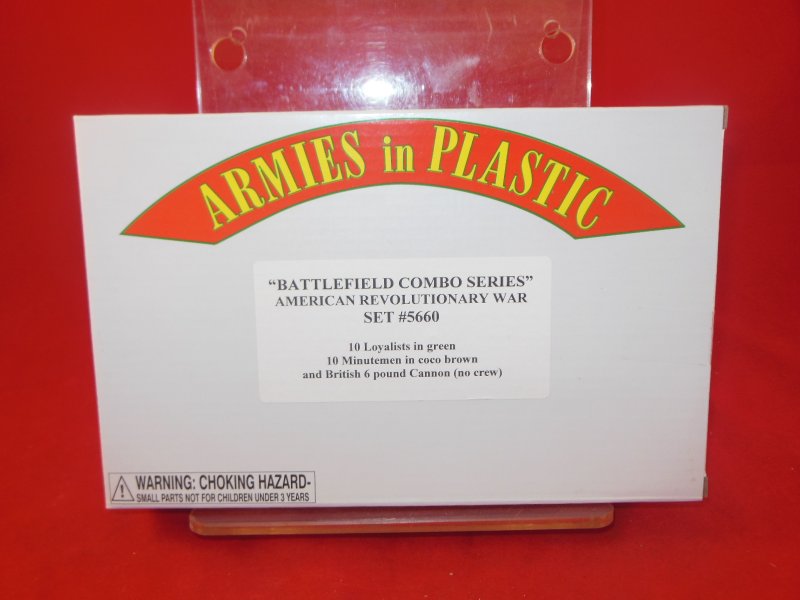 ARMIES in PLASTIC
“BATTLEFIELD COMBO SERIES”
AMERICAN REVOLUTIONARY WAR
SET #5660
10 Loyalists in green
10 Minutemen in coco brown
and British 6 pound Cannon (no crew)
WARNING: CHOKING HAZARD-
SMALL PARTS NOT FOR CHILDREN UNDER 3 YEARS